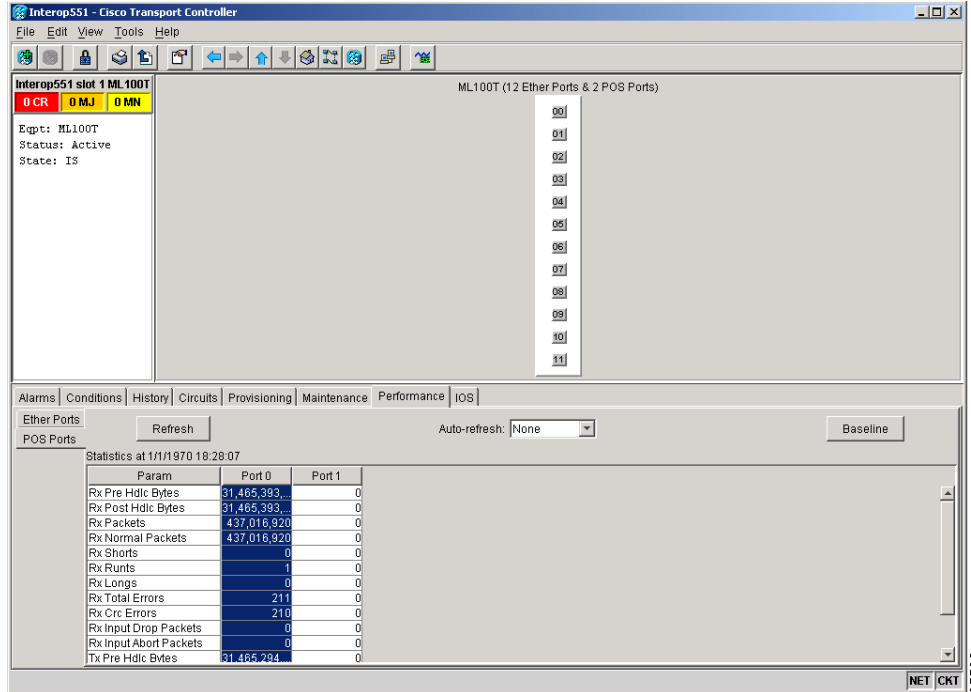 Interop551 - Cisco Transport Controller
File Edit View Tools Help
Interop551 slot 1 ML100T
0 CR 0 MJ 0 MN
Eqpt: ML100T
Status: Active
State: IS
ML100T (12 Ether Ports & 2 POS Ports)
00
01
02
03
04
05
06
07
08
09
10
11
Alarms Conditions History Circuits Provisioning Maintenance Performance IOS
Ether Ports
POS Ports
Refresh Auto-refresh: None Baseline
Statistics at 1/1/1970 18:28:07
Param Port 0 Port 1
Rx Pre Hdlc Bytes 31,465,393,... 0
Rx Post Hdlc Bytes 31,465,393,... 0
Rx Packets 437,016,920 0
Rx Normal Packets 437,016,920 0
Rx Shorts 0 0
Rx Runts 1 0
Rx Longs 0 0
Rx Total Errors 211 0
Rx Crc Errors 210 0
Rx Input Drop Packets 0 0
Rx Input Abort Packets 0 0
Tx Pre Hdlc Bytes 31,465,294,... 0
NET CKT